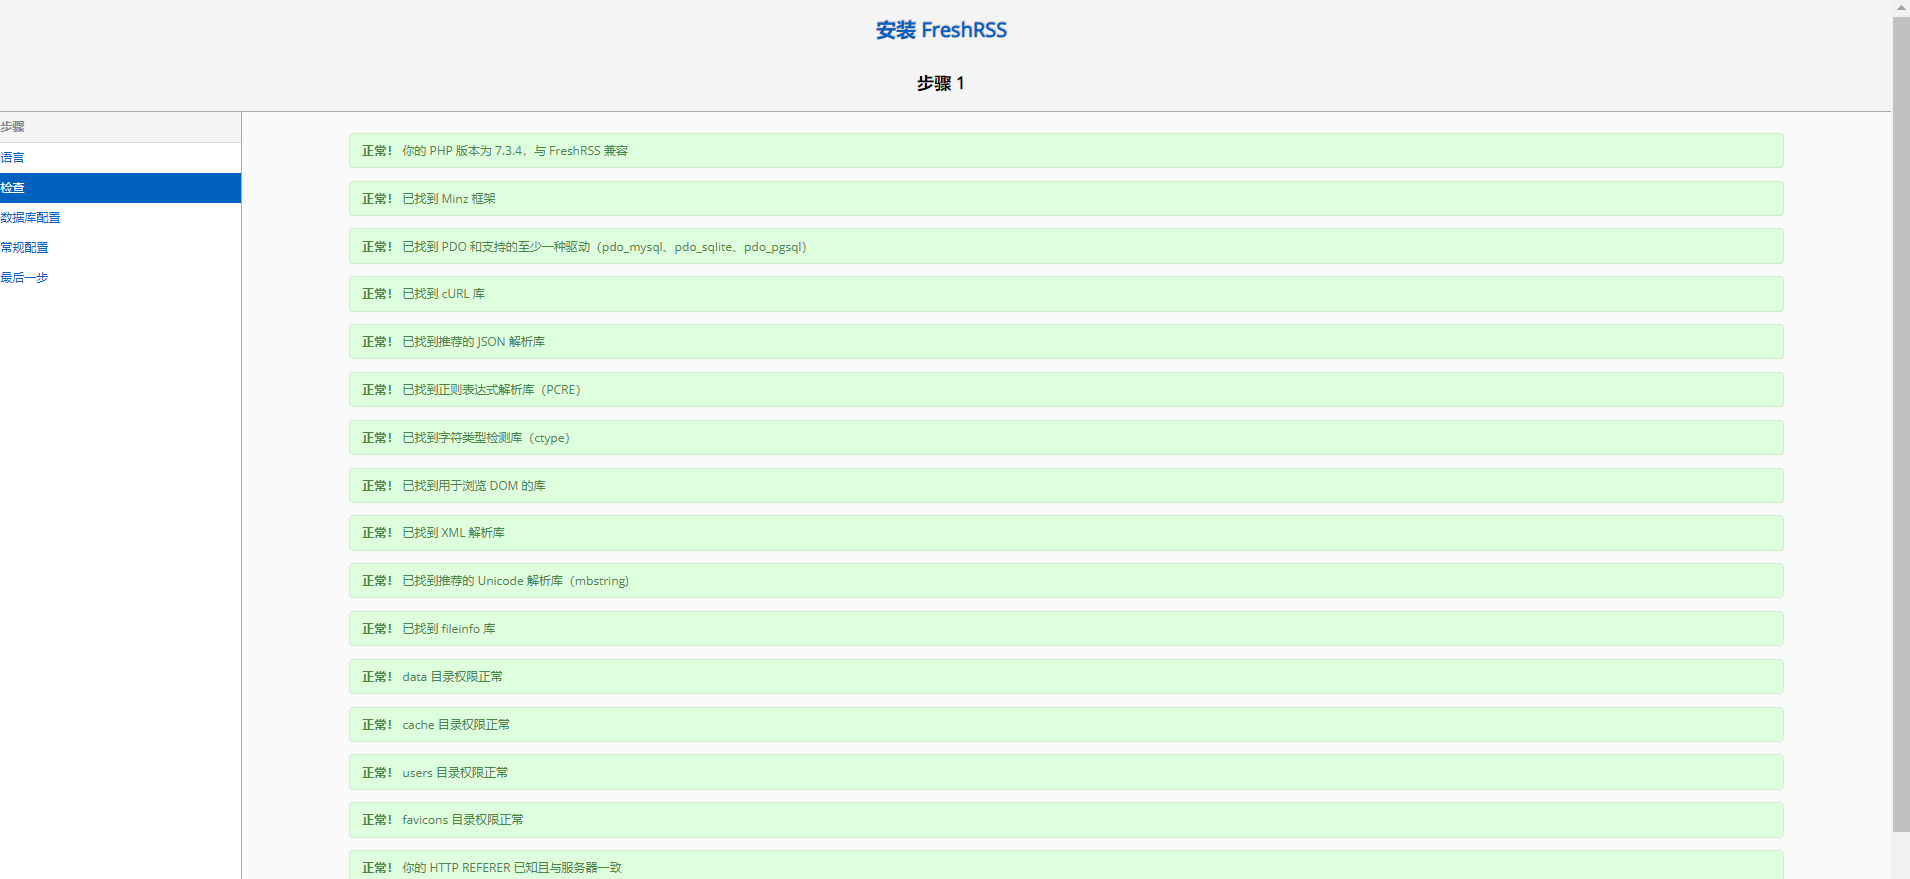 安装 FreshRSS
步骤 1
步骤
语言
检查
数据库配置
常规配置
最后一步
正常！ 你的 PHP 版本为 7.3.4，与 FreshRSS 兼容
正常！ 已找到 Minz 框架
正常！ 已找到 PDO 和支持的至少一种驱动（pdo_mysql、pdo_sqlite、pdo_pgsql）
正常！ 已找到 cURL 库
正常！ 已找到推荐的 JSON 解析库
正常！ 已找到正则表达式解析库（PCRE）
正常！ 已找到字符类型检测库（ctype）
正常！ 已找到用于浏览 DOM 的库
正常！ 已找到 XML 解析库
正常！ 已找到推荐的 Unicode 解析库（mbstring)
正常！ 已找到 fileinfo 库
正常！ data 目录权限正常
正常！ cache 目录权限正常
正常！ users 目录权限正常
正常！ favicons 目录权限正常
正常！ 你的 HTTP REFERER 已知且与服务器一致